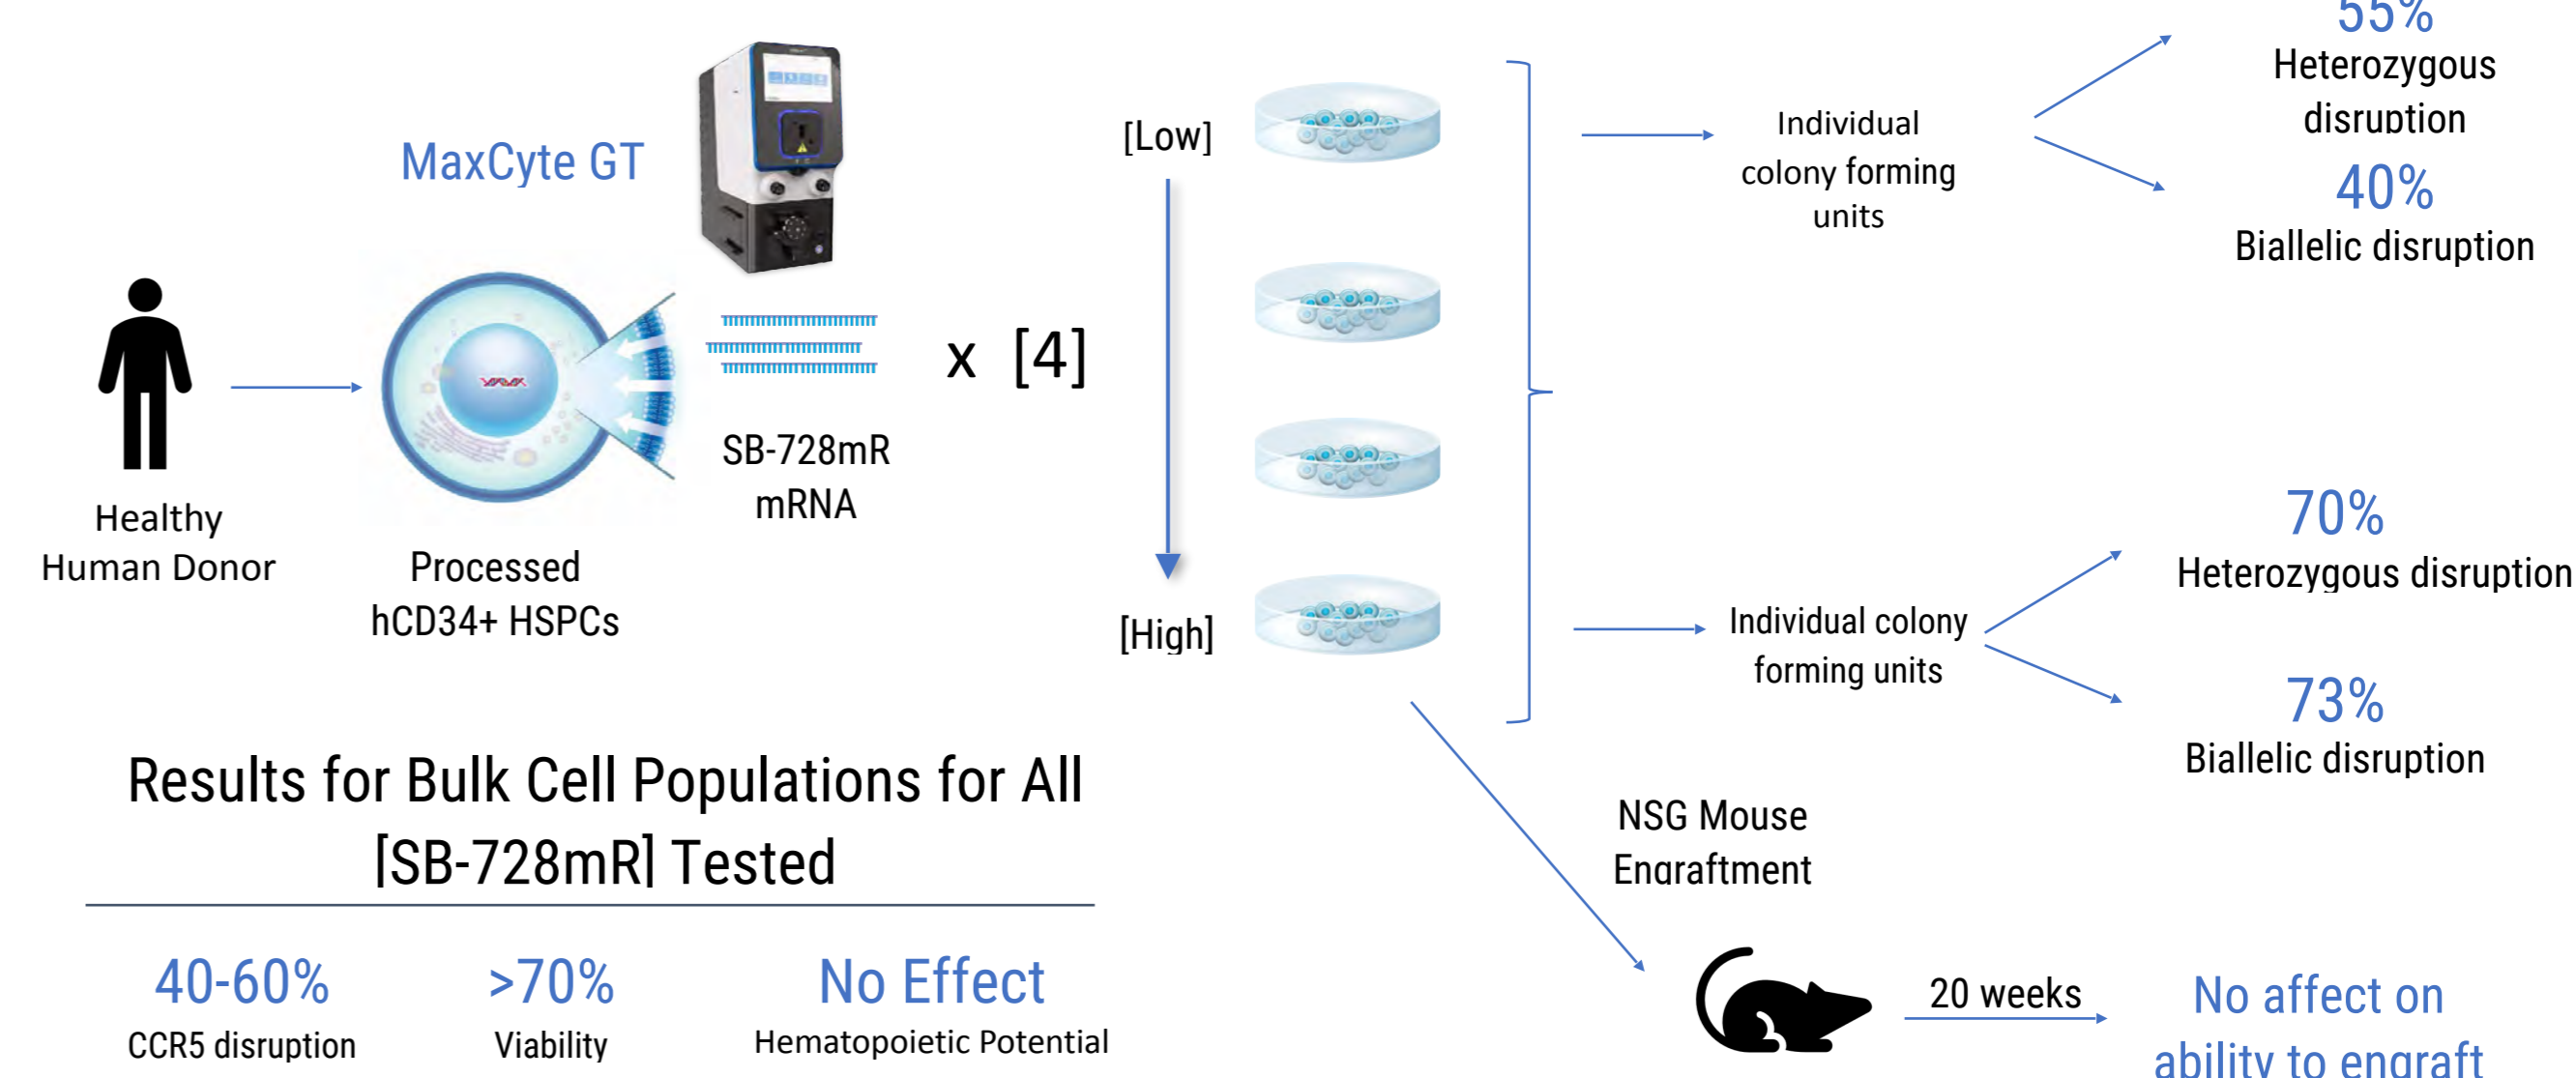 MaxCyte GT
Healthy
Human Donor
Processed
hCD34+ HSPCs
SB-728mR
mRNA
x [4]
[Low]
[High]
Individual
colony forming
units
55%
Heterozygous
disruption
40%
Biallelic disruption
Individual colony
forming units
70%
Heterozygous disruption
73%
Biallelic disruption
NSG Mouse
Engraftment
20 weeks
No affect on
ability to engraft
Results for Bulk Cell Populations for All
[SB-728mR] Tested
40-60%
CCR5 disruption
>70%
Viability
No Effect
Hematopoietic Potential